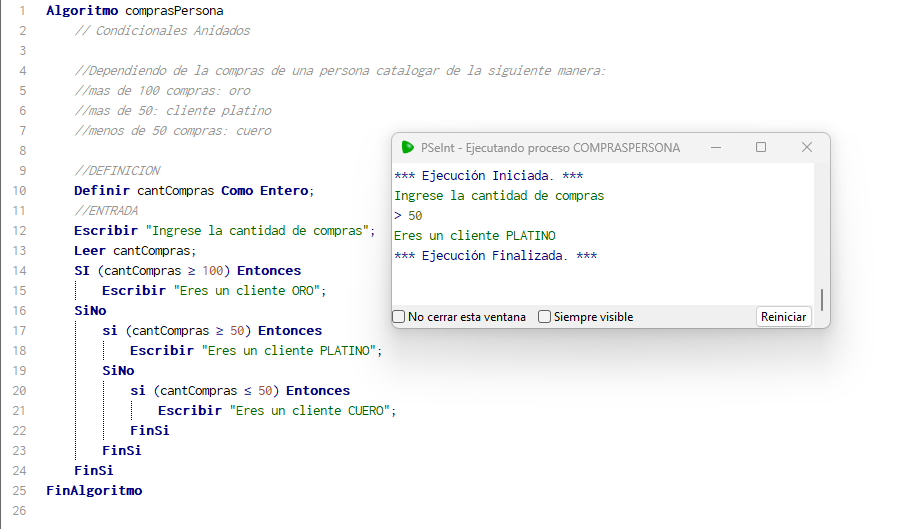 1 Algoritmo comprasPersona
2 // Condicionales Anidados
3
4 //Dependiendo de la compras de una persona catalogar de la siguiente manera:
5 //mas de 100 compras: oro
6 //mas de 50: cliente platino
7 //menos de 50 compras: cuero
8
9 //DEFINICION
10 Definir cantCompras Como Entero;
11 //ENTRADA
12 Escribir "Ingrese la cantidad de compras";
13 Leer cantCompras;
14 SI (cantCompras ≥ 100) Entonces
15 Escribir "Eres un cliente ORO";
16 SiNo
17 si (cantCompras ≥ 50) Entonces
18 Escribir "Eres un cliente PLATINO";
19 SiNo
20 si (cantCompras ≤ 50) Entonces
21 Escribir "Eres un cliente CUERO";
22 FinSi
23 FinSi
24 FinSi
25 FinAlgoritmo
26
PSeInt - Ejecutando proceso COMPRASPERSONA
*** Ejecución Iniciada. ***
Ingrese la cantidad de compras
> 50
Eres un cliente PLATINO
*** Ejecución Finalizada. ***
No cerrar esta ventana Siempre visible Reiniciar